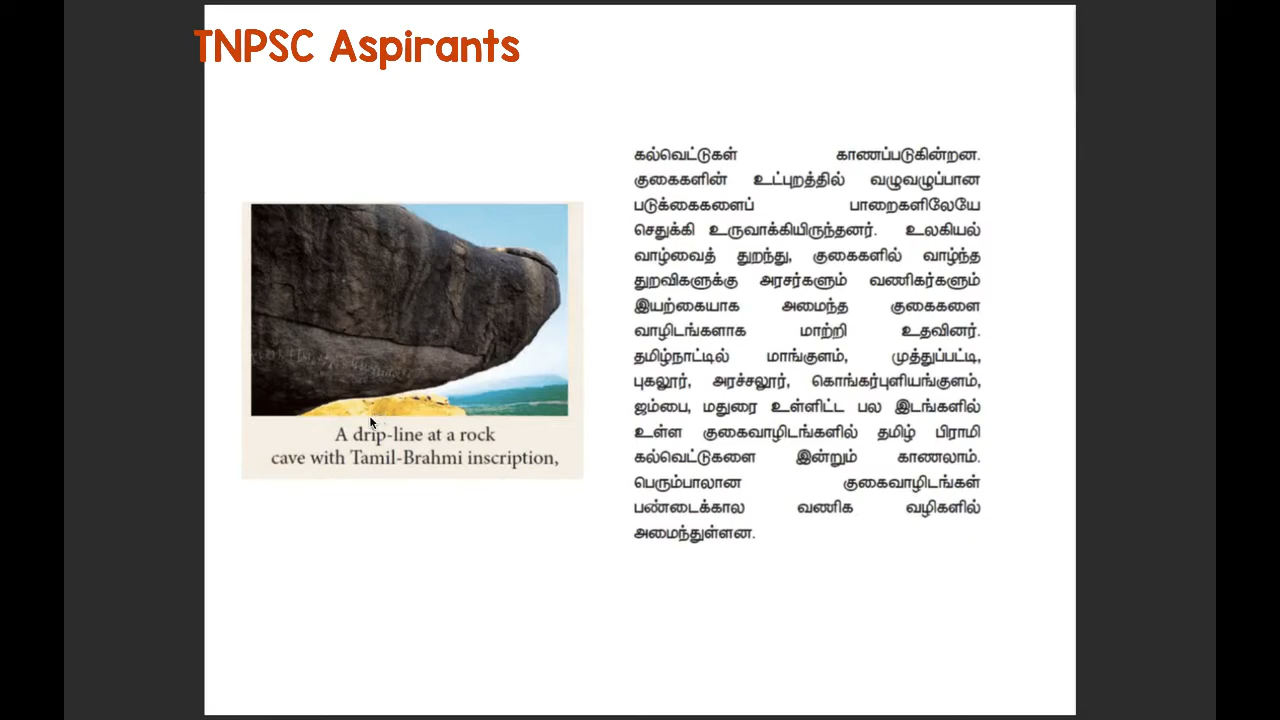 TNPSC Aspirants
A drip-line at a rock
cave with Tamil-Brahmi inscription,
கல்வெட்டுகள் காணப்படுகின்றன.
குகைகளின் உட்புறத்தில் வழுவழுப்பான
படுக்கைகளைப் பாறைகளிலேயே
செதுக்கி உருவாக்கியிருந்தனர். உலகியல்
வாழ்வைத் துறந்து, குகைகளில் வாழ்ந்த
துறவிகளுக்கு அரசர்களும் வணிகர்களும்
இயற்கையாக அமைந்த குகைகளை
வாழிடங்களாக மாற்றி உதவினர்.
தமிழ்நாட்டில் மாங்குளம், முத்துப்பட்டி,
புகலூர், அரச்சலூர், கொங்கர்புளியங்குளம்,
ஜம்பை, மதுரை உள்ளிட்ட பல இடங்களில்
உள்ள குகைவாழிடங்களில் தமிழ் பிராமி
கல்வெட்டுகளை இன்றும் காணலாம்.
பெரும்பாலான குகைவாழிடங்கள்
பண்டைக்கால வணிக வழிகளில்
அமைந்துள்ளன.